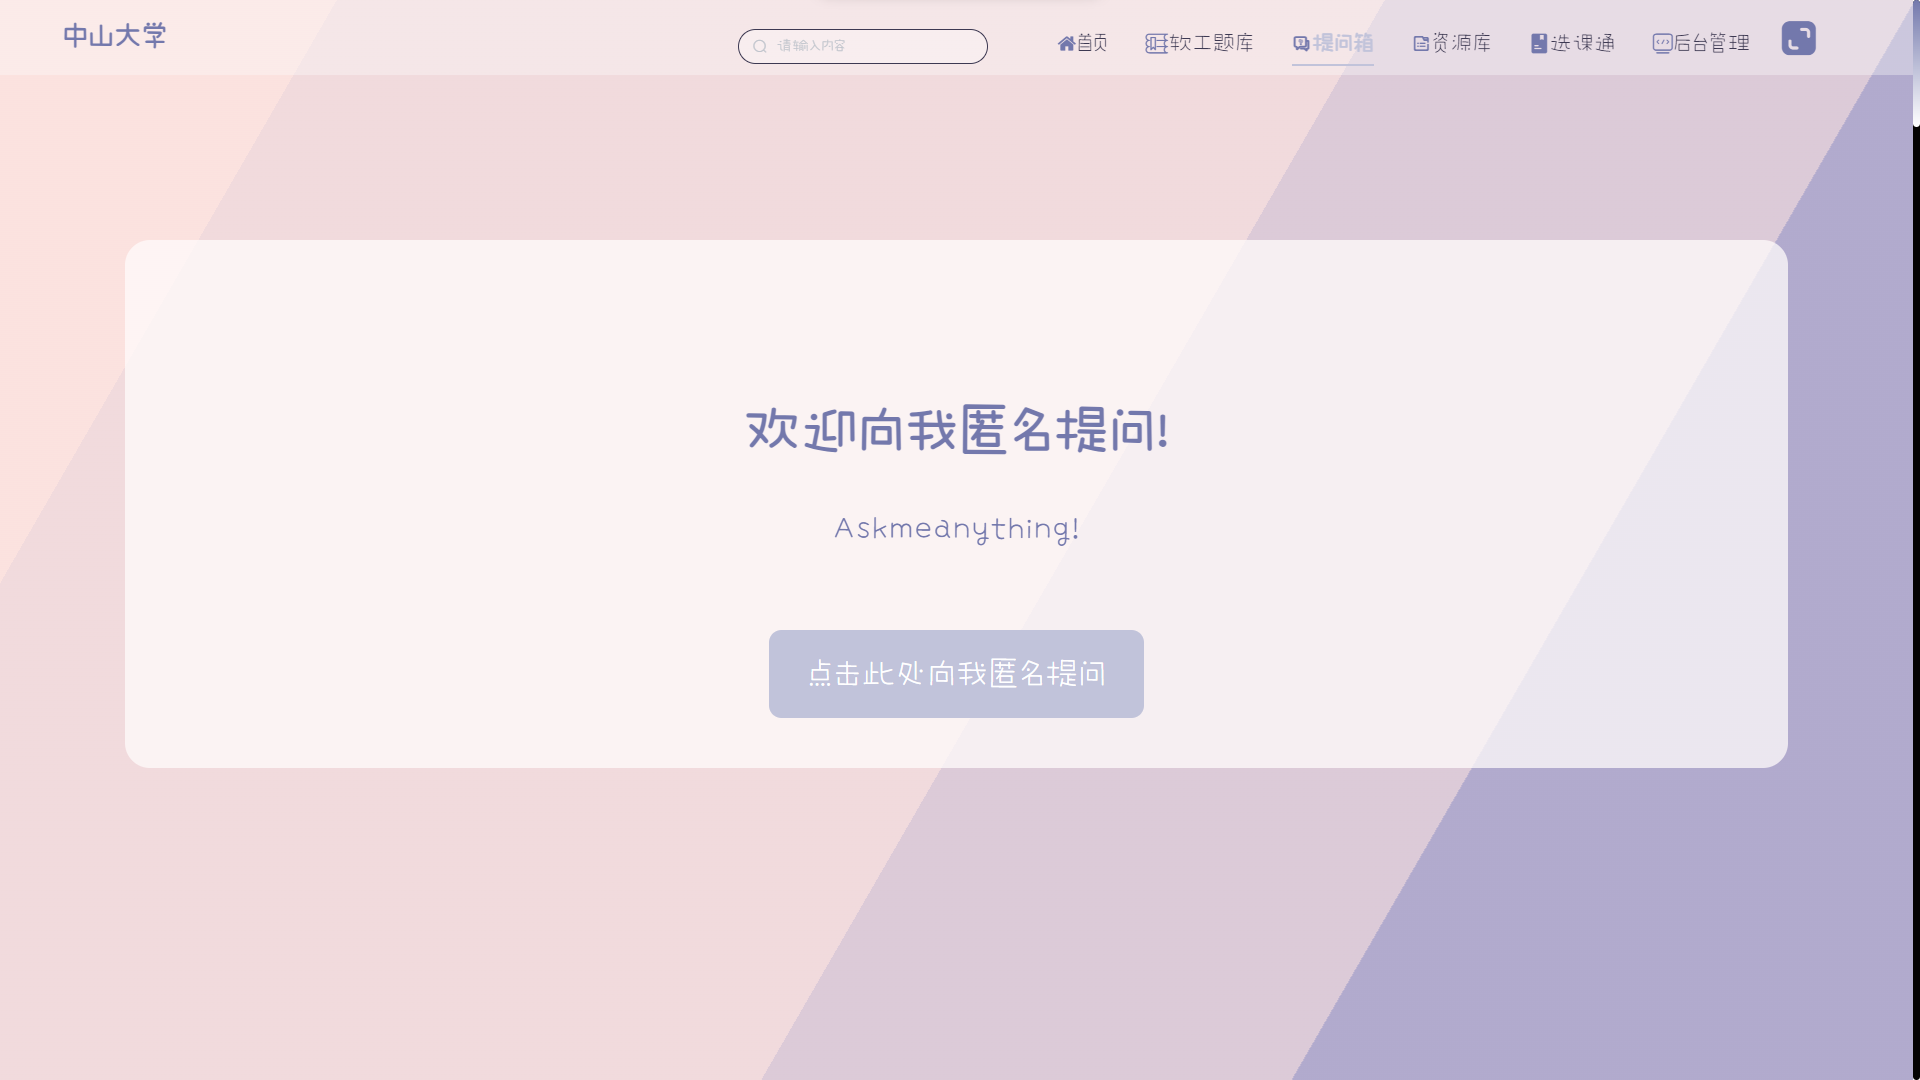 中山大学
请输入内容
首页
软工题库
提问箱
资源库
选课通
后台管理
欢迎向我匿名提问!
Askmeanything!
点击此处向我匿名提问